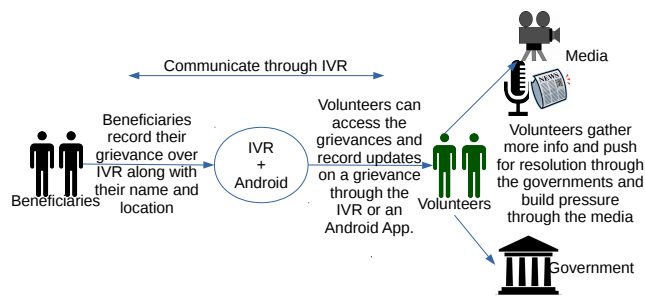 Communicate through IVR
Beneficiaries
record their
grievance over
IVR along with
their name and
location
Beneficiaries
IVR
+
Android
Volunteers can
access the
grievances and
record updates
on a grievance
through the
IVR or an
Android App.
Volunteers
Media
NEWS
Volunteers gather
more info and push
for resolution through
the governments and
build pressure
through the media
Government